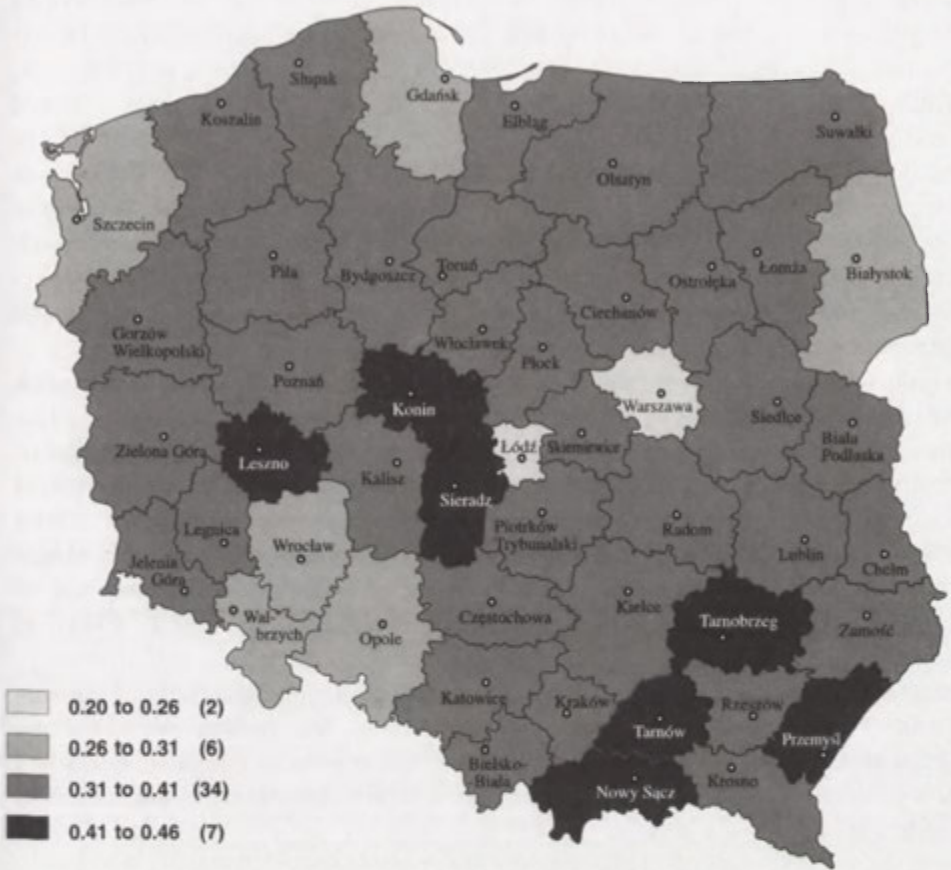 Słupsk
Gdańsk
Koszalin
Elbląg
Suwałki
Olsztyn
Szczecin
Piła
Bydgoszcz
Toruń
Ostrołęka
Łomża
Białystok
Ciechanów
Gorzów
Wielkopolski
Włocławek
Płock
Poznań
Konin
Warszawa
Siedlce
Biała
Podlaska
Zielona Góra
Leszno
Kalisz
Łódź
Skierniewice
Sieradz
Piotrków
Trybunalski
Radom
Lublin
Chełm
Legnica
Wrocław
Jelenia
Góra
Wał-
brzych
Opole
Częstochowa
Kielce
Tarnobrzeg
Zamość
Katowice
Kraków
Tarnów
Rzeszów
Przemyśl
Bielsko-
Biała
Nowy Sącz
Krosno
0.20 to 0.26 (2)
0.26 to 0.31 (6)
0.31 to 0.41 (34)
0.41 to 0.46 (7)